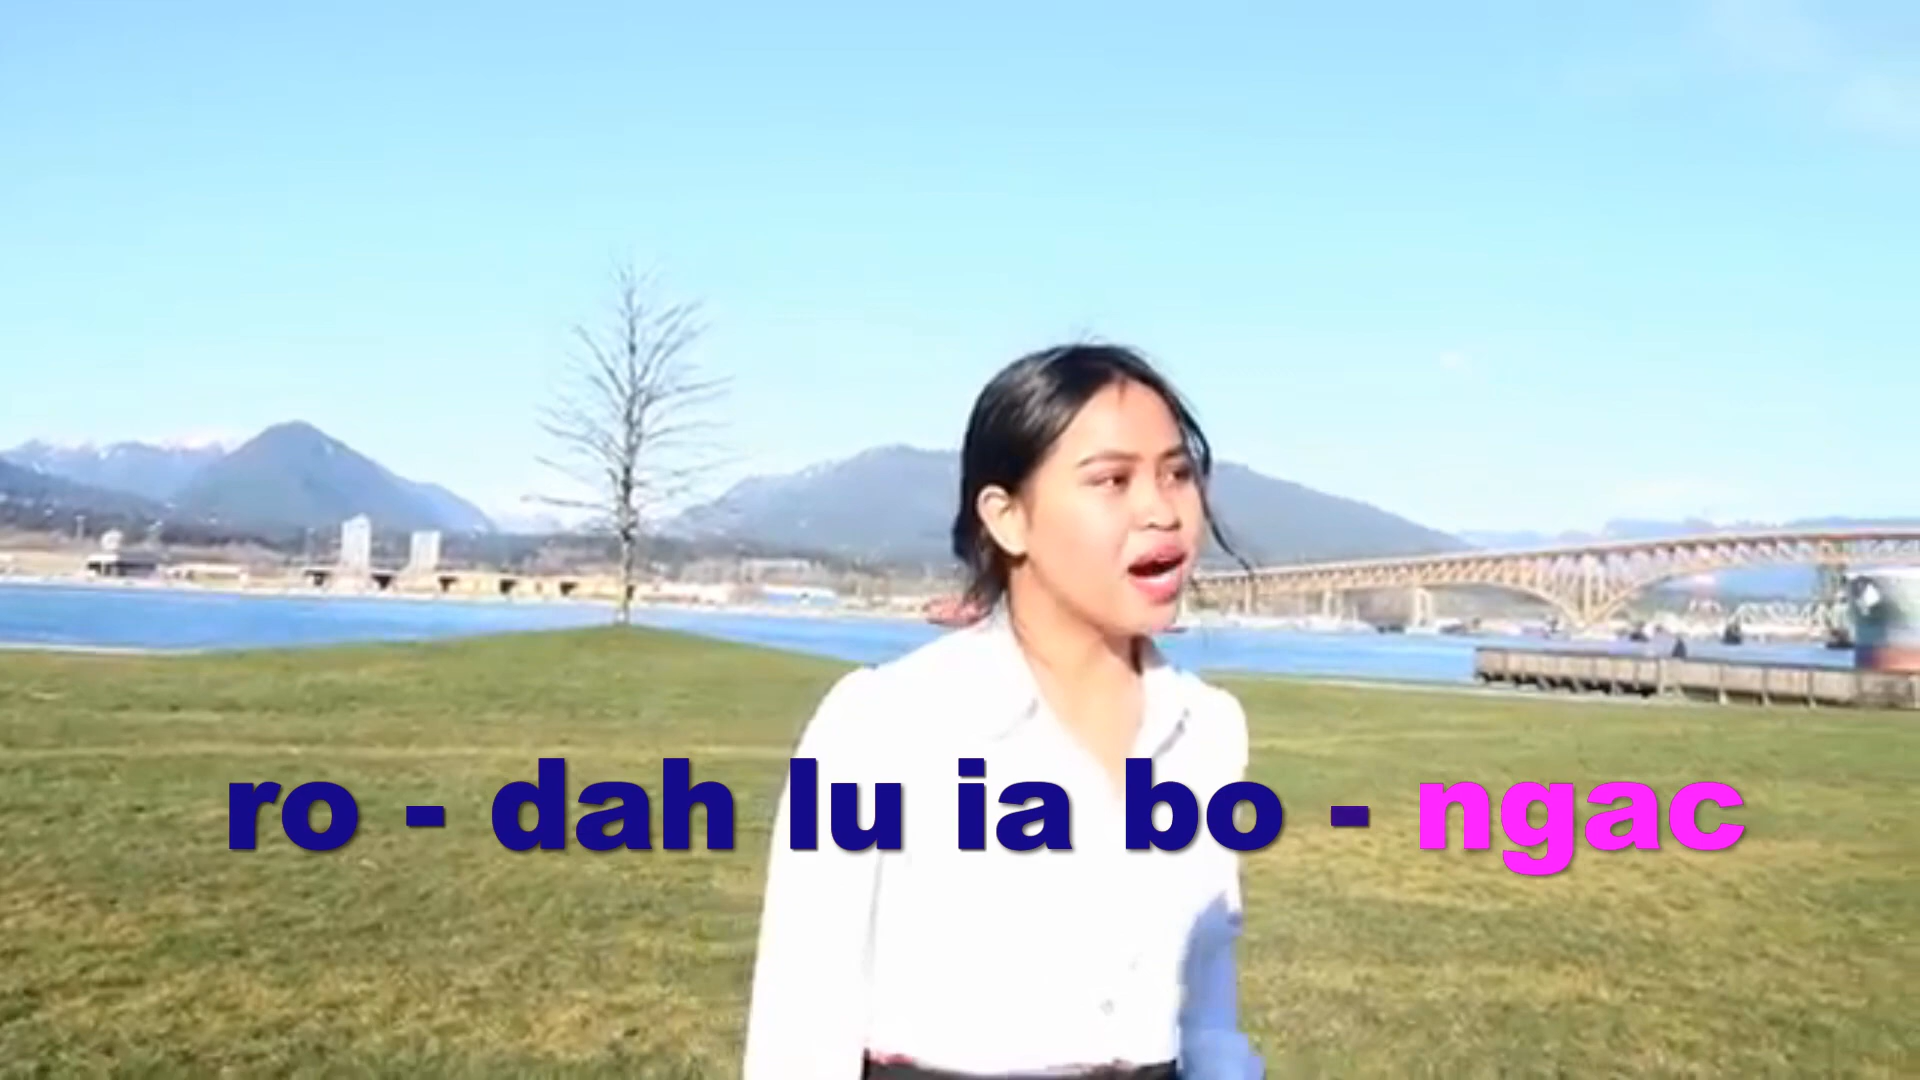 ro - dah lu ia bo - ngac